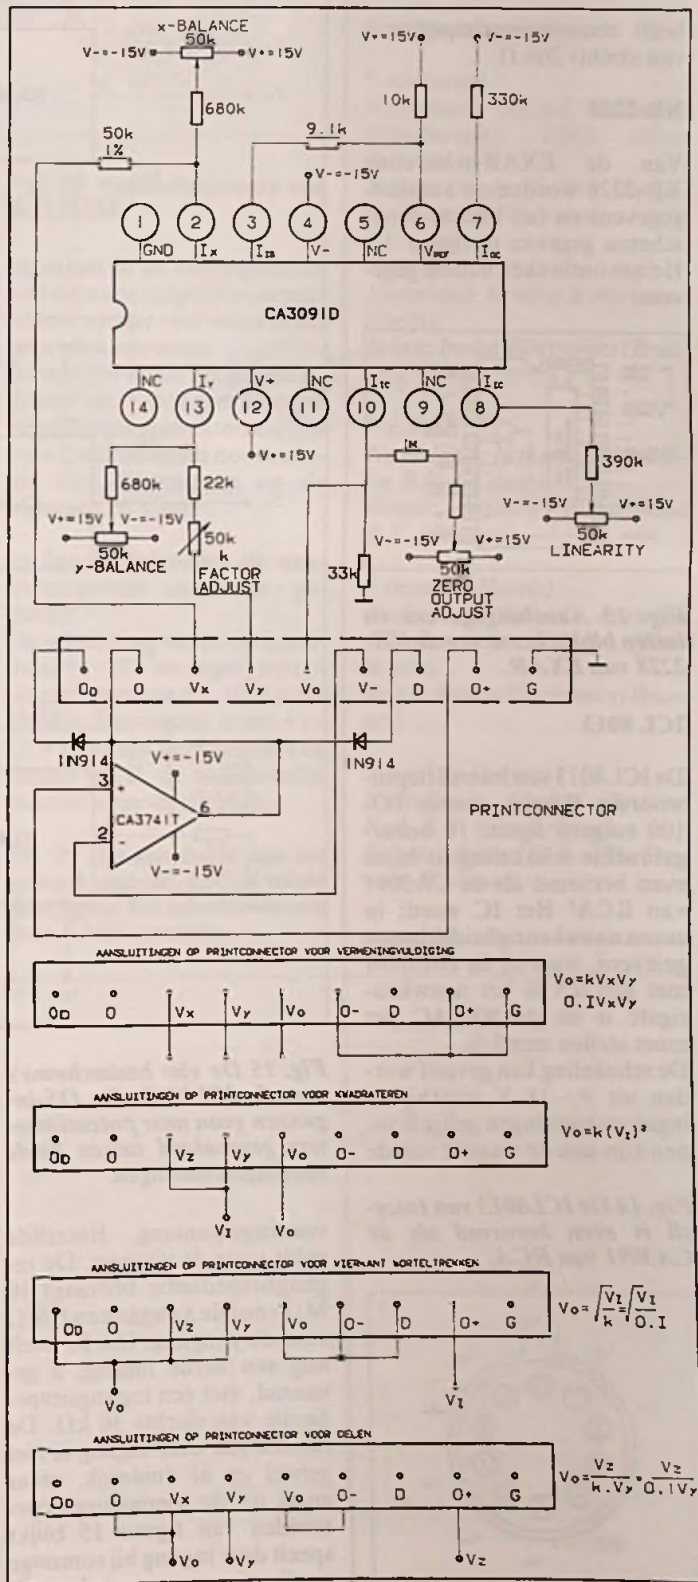 x-BALANCE
50k
V-=-15V
V+=15V
680k
50k
1%
V+=15V
V-=-15V
10k
330k
9.1k
V-=-15V
1 2 3 4 5 6 7
GND Ix V- NC
CA3091D
NC Iy V+ NC NC
14 13 12 11 10 9 8
V+=15V
680k
22k
1M
390k
V+=15V V-=-15V
50k
y-BALANCE
50k
k
FACTOR
ADJUST
33k
V-=-15V V+=15V
50k
ZERO
OUTPUT
ADJUST
V-=-15V V+=15V
50k
LINEARITY
OD O Vx Vy Vo V- D O+ G
1N914
1N914
V+=-15V
3 +
CA3741T
6
2 -
V-=-15V
PRINTCONNECTOR
AANSLUITINGEN OP PRINTCONNECTOR VOOR VERMENINGVULDIGING
OD O Vx Vy Vo O- D O+ G
Vo=kVxVy
0.1VxVy
AANSLUITINGEN OP PRINTCONNECTOR VOOR KWADRATEREN
OD O Vz Vy Vo O- D O+ G
Vo=k(VI)²
VI Vo
AANSLUITINGEN OP PRINTCONNECTOR VOOR VIERKANT WORTELTREKKEN
OD O Vz Vy Vo O- D O+ G
Vo=√VI/k=√VI/0.1
Vo VI
AANSLUITINGEN OP PRINTCONNECTOR VOOR DELEN
OD O Vx Vy Vo O- D O+ G
Vo=Vz/k.Vy=Vz/0.1Vy
Vo Vy Vz